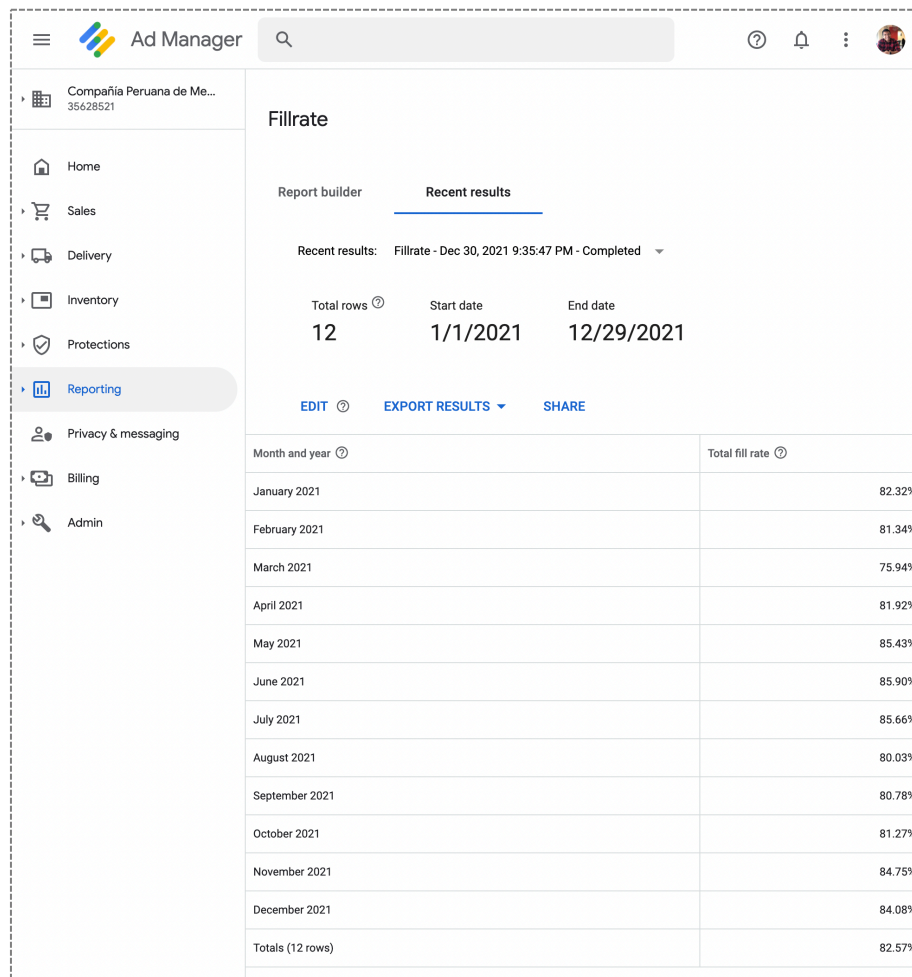 Ad Manager
Compañía Peruana de Me...
35628521
Home
Sales
Delivery
Inventory
Protections
Reporting
Privacy & messaging
Billing
Admin
Fillrate
Report builder Recent results
Recent results: Fillrate - Dec 30, 2021 9:35:47 PM - Completed
Total rows Start date End date
12 1/1/2021 12/29/2021
EDIT EXPORT RESULTS SHARE
Month and year Total fill rate
January 2021 82.32%
February 2021 81.34%
March 2021 75.94%
April 2021 81.92%
May 2021 85.43%
June 2021 85.90%
July 2021 85.66%
August 2021 80.03%
September 2021 80.78%
October 2021 81.27%
November 2021 84.75%
December 2021 84.08%
Totals (12 rows) 82.57%